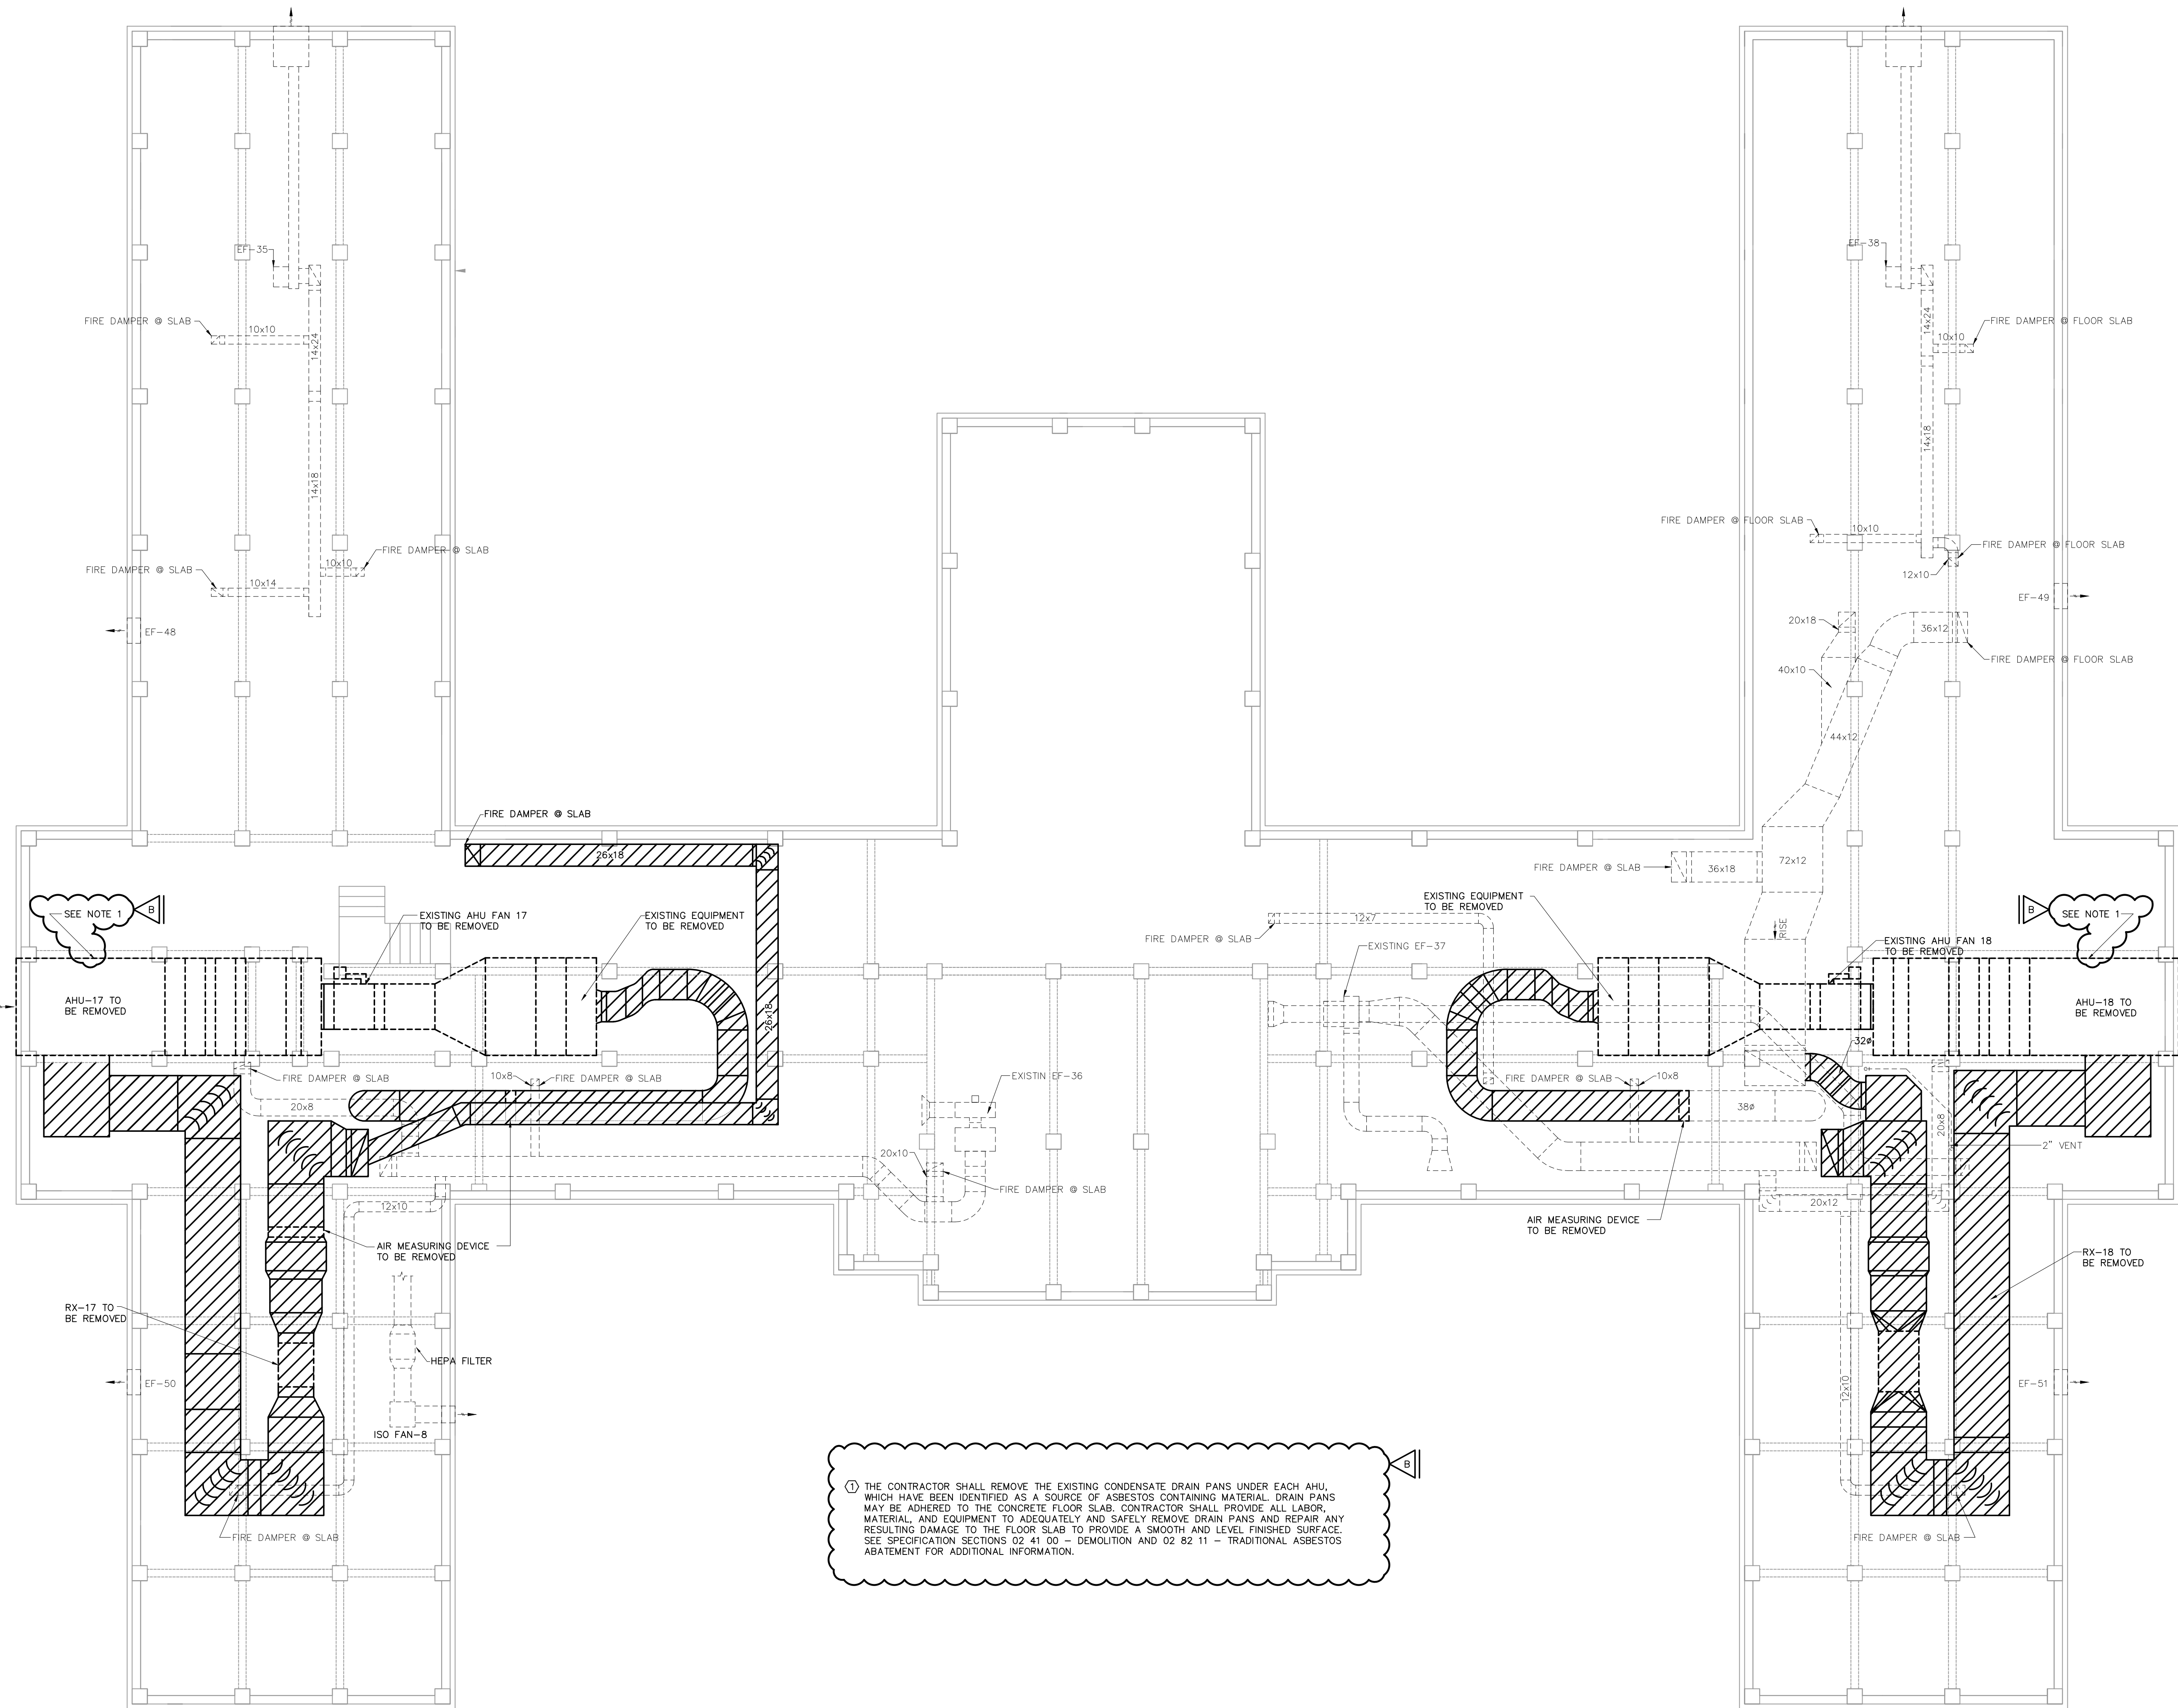 EF-35
EF-38
FIRE DAMPER @ SLAB
10x10
14x24
14x24
FIRE DAMPER @ FLOOR SLAB
10x10
14x18
14x18
FIRE DAMPER @ FLOOR SLAB
10x10
FIRE DAMPER @ SLAB
10x10
FIRE DAMPER @ FLOOR SLAB
FIRE DAMPER @ SLAB
10x14
12x10
EF-48
EF-49
20x18
36x12
FIRE DAMPER @ FLOOR SLAB
40x10
44x12
FIRE DAMPER @ SLAB
26x18
72x12
FIRE DAMPER @ SLAB
36x18
SEE NOTE 1
B
EXISTING AHU FAN 17
TO BE REMOVED
EXISTING EQUIPMENT
TO BE REMOVED
26x18
12x7
FIRE DAMPER @ SLAB
EXISTING EF-37
EXISTING EQUIPMENT
TO BE REMOVED
RISE
EXISTING AHU FAN 18
TO BE REMOVED
B
SEE NOTE 1
AHU-17 TO
BE REMOVED
AHU-18 TO
BE REMOVED
32ø
FIRE DAMPER @ SLAB
10x8
FIRE DAMPER @ SLAB
EXISTIN EF-36
FIRE DAMPER @ SLAB
10x8
38ø
20x8
20x8
2" VENT
20x10
FIRE DAMPER @ SLAB
12x10
20x12
AIR MEASURING DEVICE
TO BE REMOVED
AIR MEASURING DEVICE
TO BE REMOVED
RX-17 TO
BE REMOVED
RX-18 TO
BE REMOVED
HEPA FILTER
EF-50
EF-51
12x10
ISO FAN-8
FIRE DAMPER @ SLAB
FIRE DAMPER @ SLAB
B
1 THE CONTRACTOR SHALL REMOVE THE EXISTING CONDENSATE DRAIN PANS UNDER EACH AHU,
WHICH HAVE BEEN IDENTIFIED AS A SOURCE OF ASBESTOS CONTAINING MATERIAL. DRAIN PANS
MAY BE ADHERED TO THE CONCRETE FLOOR SLAB. CONTRACTOR SHALL PROVIDE ALL LABOR,
MATERIAL, AND EQUIPMENT TO ADEQUATELY AND SAFELY REMOVE DRAIN PANS AND REPAIR ANY
RESULTING DAMAGE TO THE FLOOR SLAB TO PROVIDE A SMOOTH AND LEVEL FINISHED SURFACE.
SEE SPECIFICATION SECTIONS 02 41 00 – DEMOLITION AND 02 82 11 – TRADITIONAL ASBESTOS
ABATEMENT FOR ADDITIONAL INFORMATION.